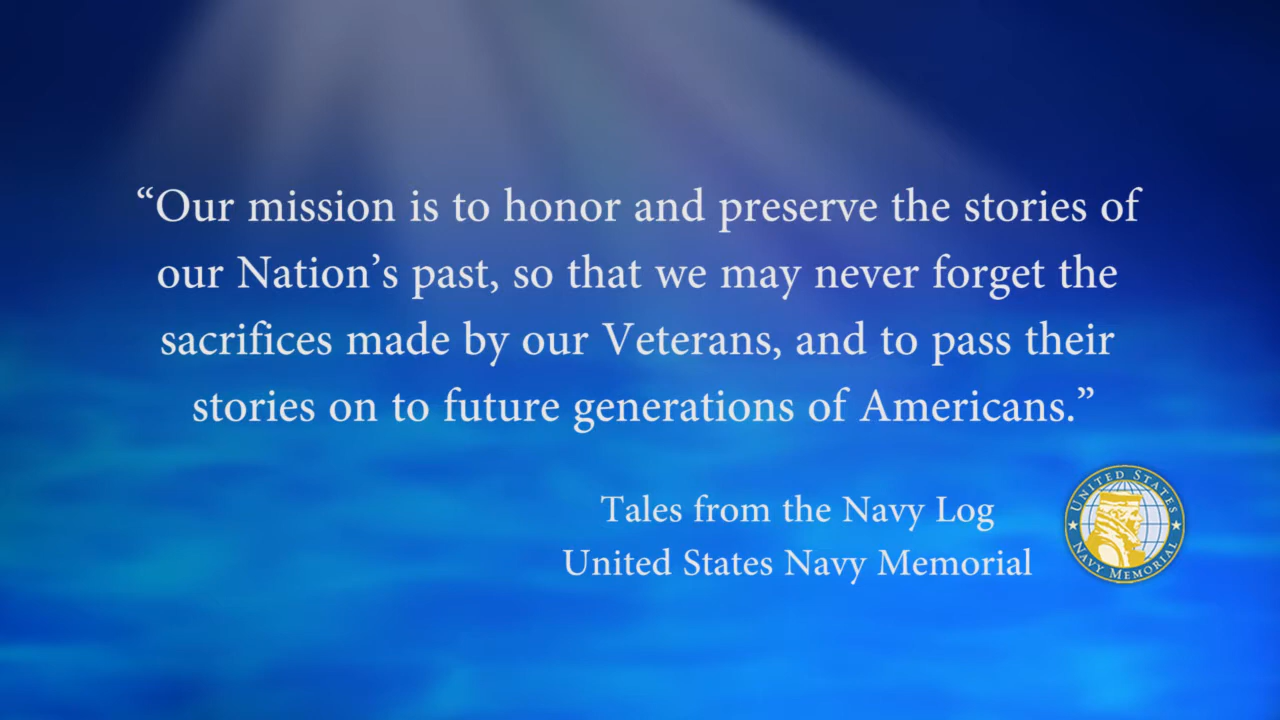 “Our mission is to honor and preserve the stories of
our Nation’s past, so that we may never forget the
sacrifices made by our Veterans, and to pass their
stories on to future generations of Americans.”
Tales from the Navy Log
United States Navy Memorial
UNITED STATES
NAVY MEMORIAL